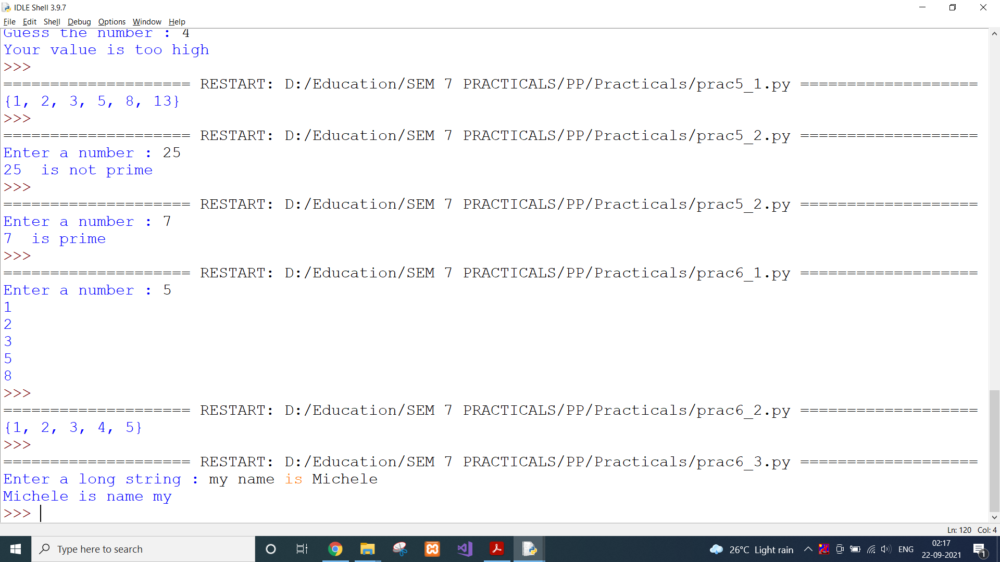 IDLE Shell 3.9.7
File Edit Shell Debug Options Window Help
Guess the number : 4
Your value is too high
>>>
==================== RESTART: D:/Education/SEM 7 PRACTICALS/PP/Practicals/prac5_1.py ===================
{1, 2, 3, 5, 8, 13}
>>>
==================== RESTART: D:/Education/SEM 7 PRACTICALS/PP/Practicals/prac5_2.py ===================
Enter a number : 25
25  is not prime
>>>
==================== RESTART: D:/Education/SEM 7 PRACTICALS/PP/Practicals/prac5_2.py ===================
Enter a number : 7
7  is prime
>>>
==================== RESTART: D:/Education/SEM 7 PRACTICALS/PP/Practicals/prac6_1.py ===================
Enter a number : 5
1
2
3
5
8
>>>
==================== RESTART: D:/Education/SEM 7 PRACTICALS/PP/Practicals/prac6_2.py ===================
{1, 2, 3, 4, 5}
>>>
==================== RESTART: D:/Education/SEM 7 PRACTICALS/PP/Practicals/prac6_3.py ===================
Enter a long string : my name is Michele
Michele is name my
>>>
Ln: 120 Col: 4
Type here to search
26°C Light rain
ENG
02:17
22-09-2021
1